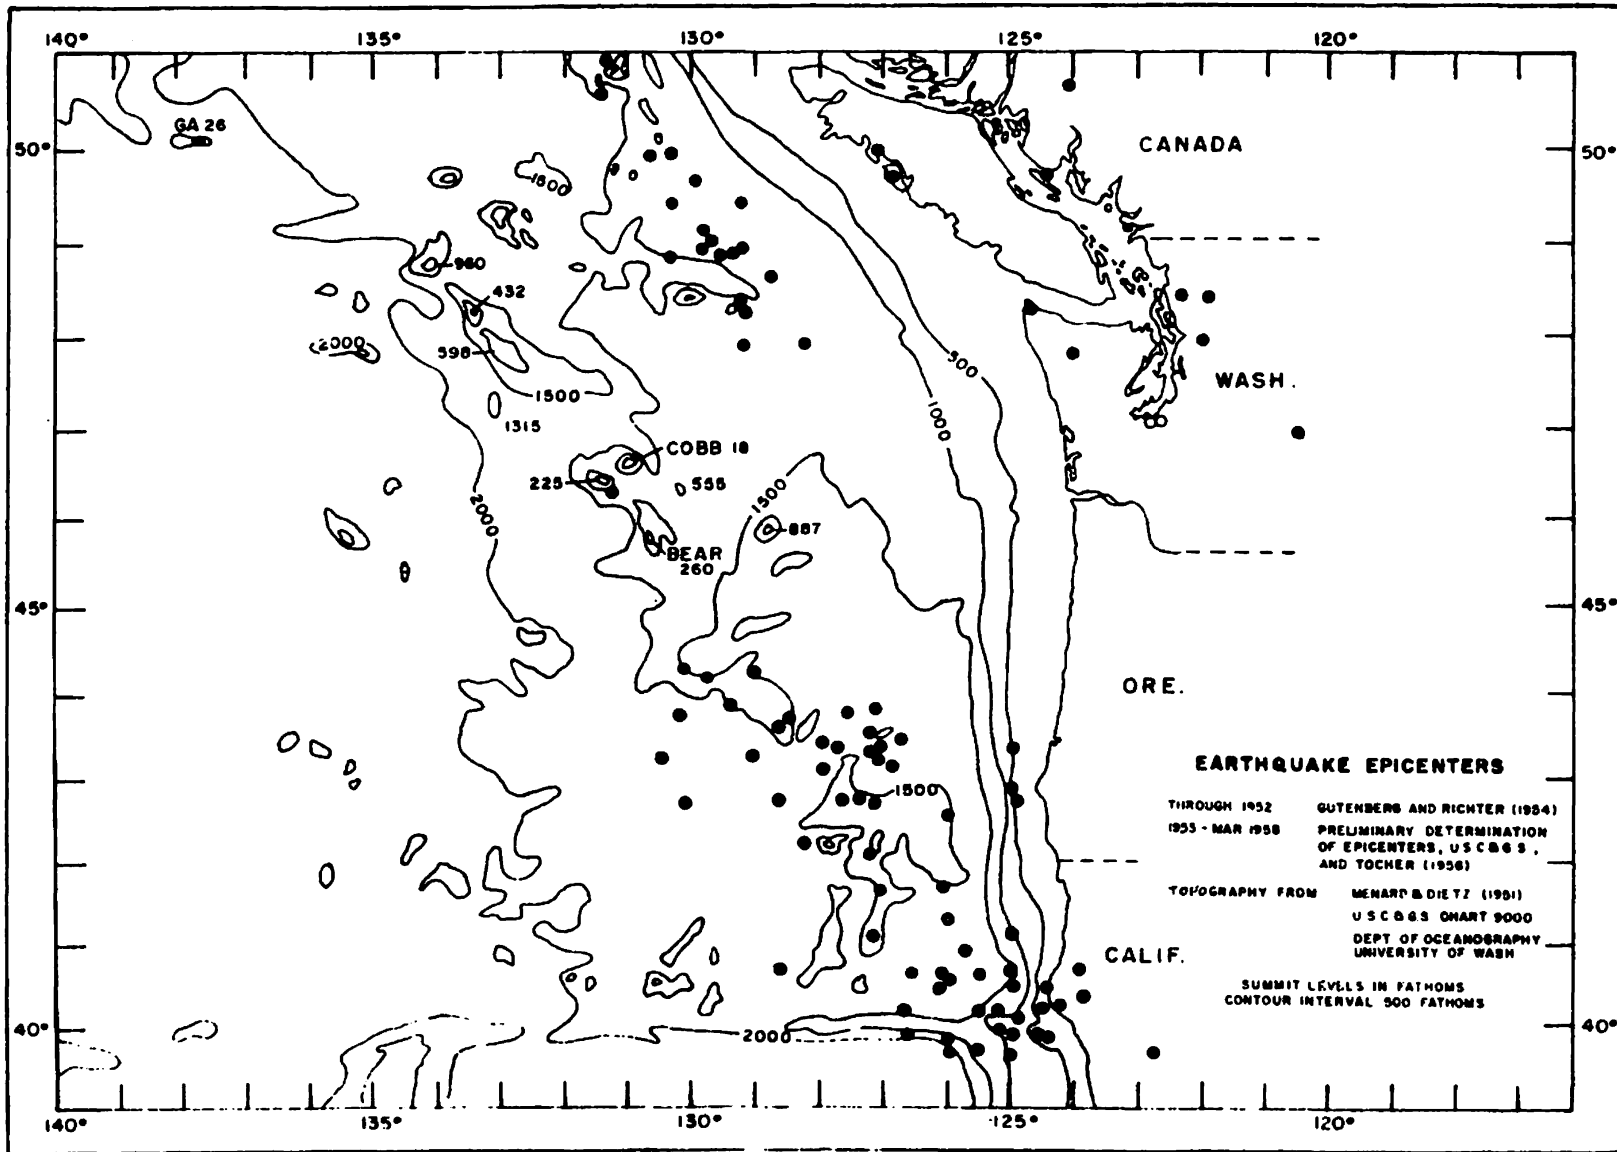 140° 135° 130° 125° 120°
GA 26
50°
50°
CANADA
1800
960
432
2000
598
1500
1315
500
1000
WASH.
COBB 18
225
555
2000
1500
887
BEAR
260
45°
45°
ORE.
1500
EARTHQUAKE EPICENTERS
THROUGH 1952 GUTENBERG AND RICHTER (1954)
1953 - MAR 1958 PRELIMINARY DETERMINATION
OF EPICENTERS, U S C & G S,
AND TOCHER (1956)
TOPOGRAPHY FROM MENARD & DIETZ (1951)
U S C & G S CHART 9000
DEPT OF OCEANOGRAPHY
UNIVERSITY OF WASH
CALIF.
SUMMIT LEVELS IN FATHOMS
CONTOUR INTERVAL 500 FATHOMS
40°
2000
40°
140° 135° 130° 125° 120°